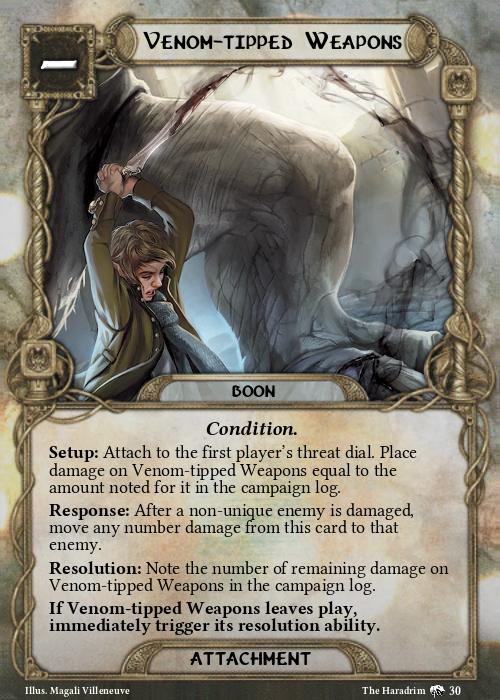 Venom-tipped Weapons
–
BOON
Condition.
Setup: Attach to the first player's threat dial. Place
damage on Venom-tipped Weapons equal to the
amount noted for it in the campaign log.
Response: After a non-unique enemy is damaged,
move any number damage from this card to that
enemy.
Resolution: Note the number of remaining damage on
Venom-tipped Weapons in the campaign log.
If Venom-tipped Weapons leaves play,
immediately trigger its resolution ability.
ATTACHMENT
Illus. Magali Villeneuve
The Haradrim 30